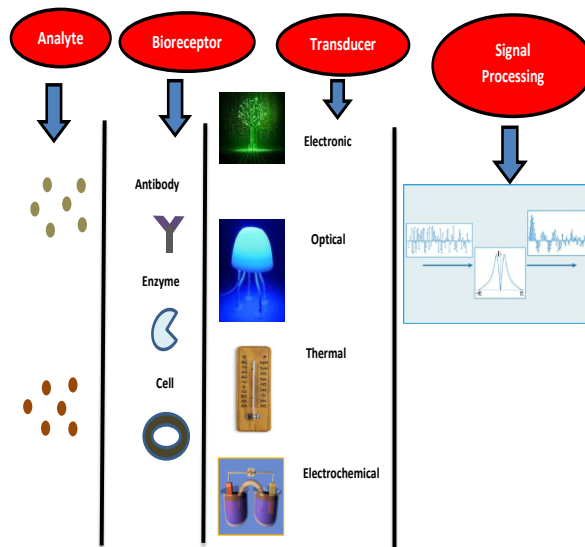 Analyte
Bioreceptor
Transducer
Signal
Processing
Electronic
Antibody
Optical
Enzyme
Thermal
Cell
Electrochemical